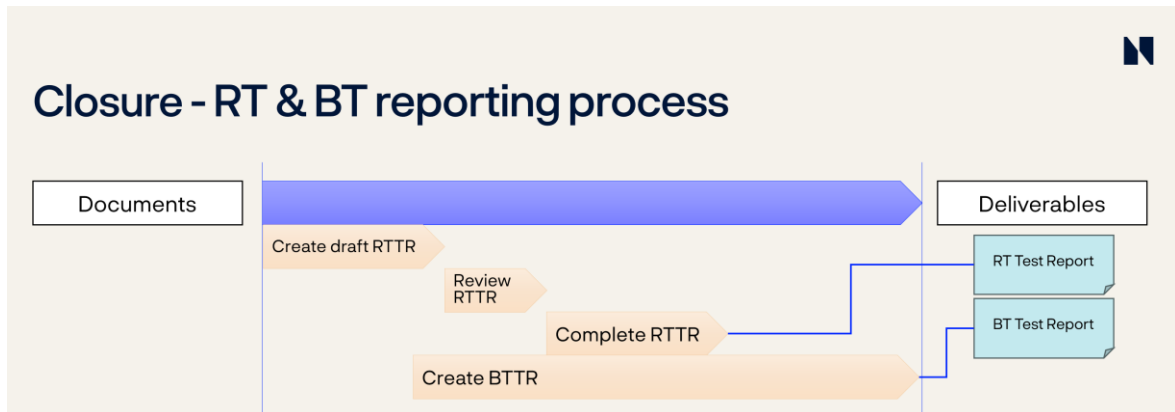 Closure - RT & BT reporting process
Documents
Deliverables
Create draft RTTR
RT Test Report
Review
RTTR
Complete RTTR
BT Test Report
Create BTTR